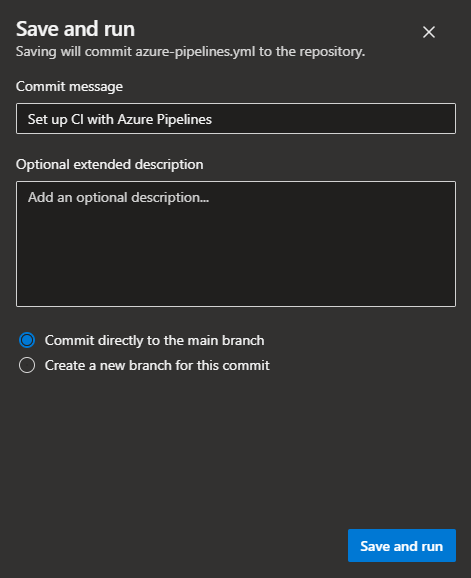 Save and run
Saving will commit azure-pipelines.yml to the repository.
Commit message
Set up CI with Azure Pipelines
Optional extended description
Add an optional description...
Commit directly to the main branch
Create a new branch for this commit
Save and run